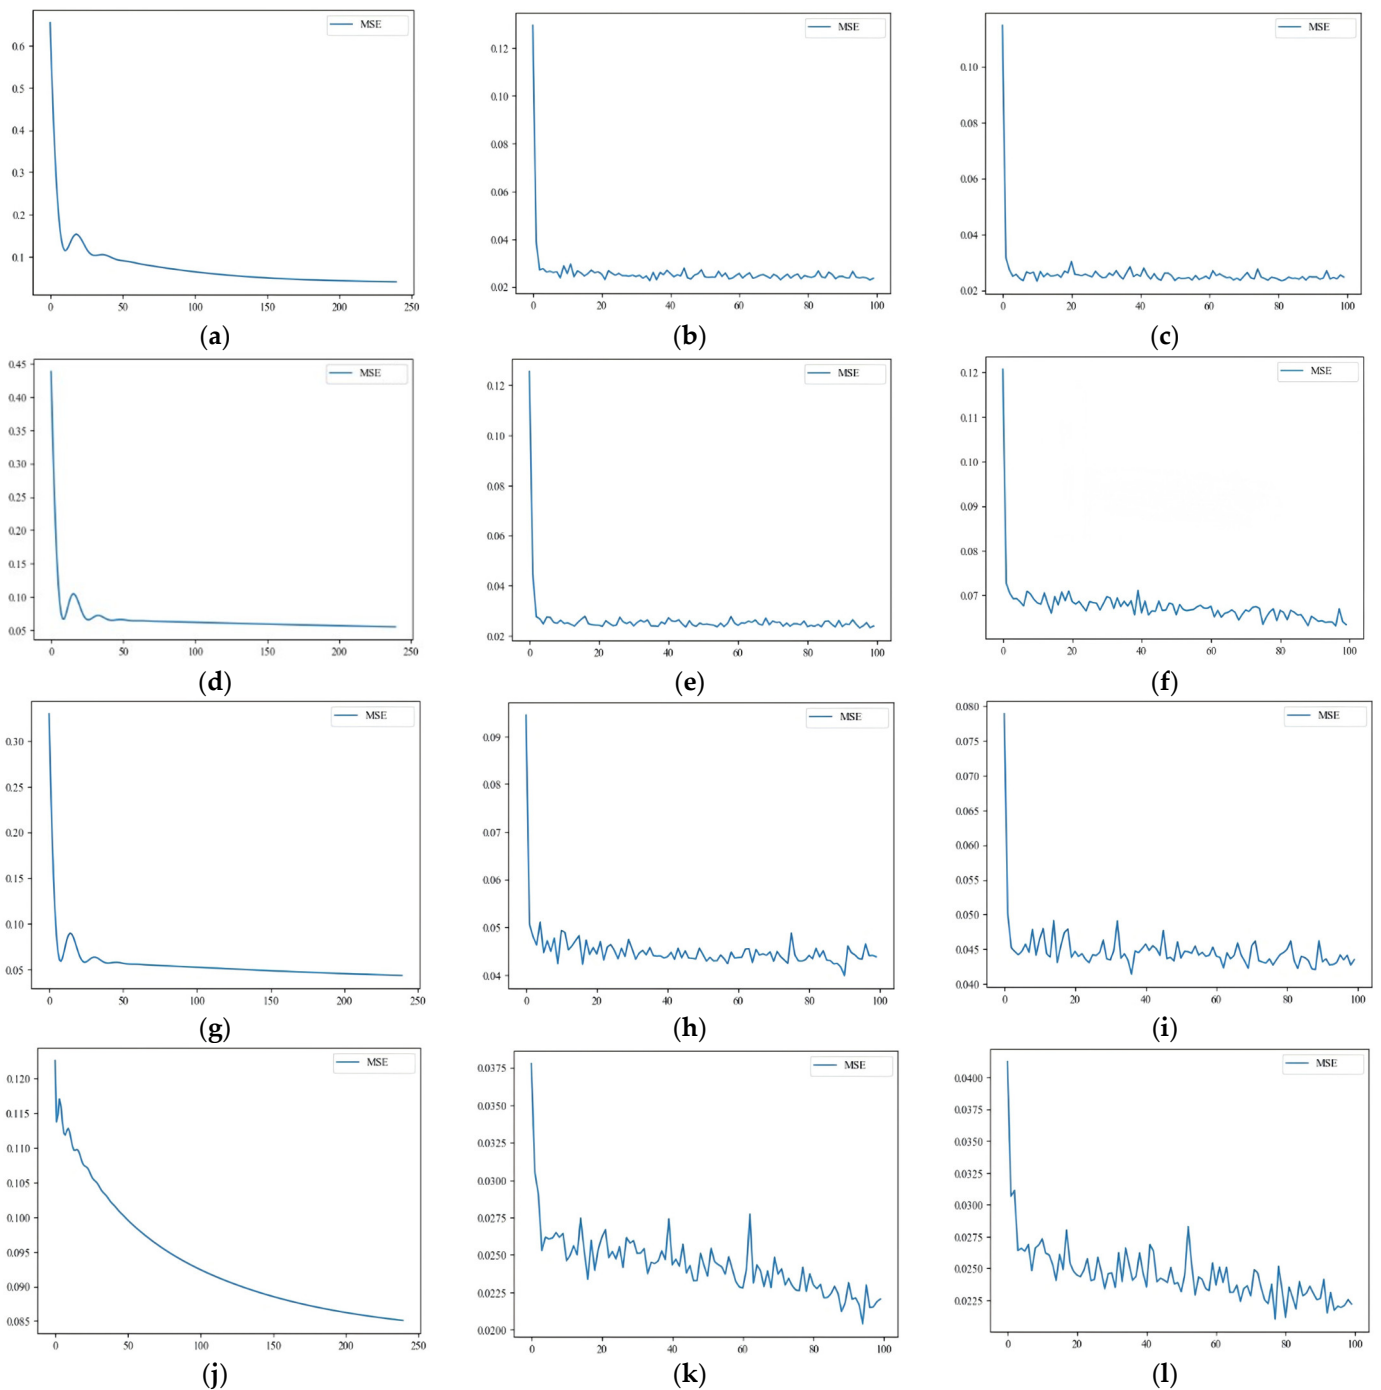 MSE
0.6
0.5
0.4
0.3
0.2
0.1
0 50 100 150 200 250
(a)
MSE
0.12
0.10
0.08
0.06
0.04
0.02
0 20 40 60 80 100
(b)
MSE
0.10
0.08
0.06
0.04
0.02
0 20 40 60 80 100
(c)
MSE
0.45
0.40
0.35
0.30
0.25
0.20
0.15
0.10
0.05
0 50 100 150 200 250
(d)
MSE
0.12
0.10
0.08
0.06
0.04
0.02
0 20 40 60 80 100
(e)
MSE
0.12
0.11
0.10
0.09
0.08
0.07
0 20 40 60 80 100
(f)
MSE
0.30
0.25
0.20
0.15
0.10
0.05
0 50 100 150 200 250
(g)
MSE
0.09
0.08
0.07
0.06
0.05
0.04
0 20 40 60 80 100
(h)
MSE
0.080
0.075
0.070
0.065
0.060
0.055
0.050
0.045
0.040
0 20 40 60 80 100
(i)
MSE
0.120
0.115
0.110
0.105
0.100
0.095
0.090
0.085
0 50 100 150 200 250
(j)
MSE
0.0375
0.0350
0.0325
0.0300
0.0275
0.0250
0.0225
0.0200
0 20 40 60 80 100
(k)
MSE
0.0400
0.0375
0.0350
0.0325
0.0300
0.0275
0.0250
0.0225
0 20 40 60 80 100
(l)